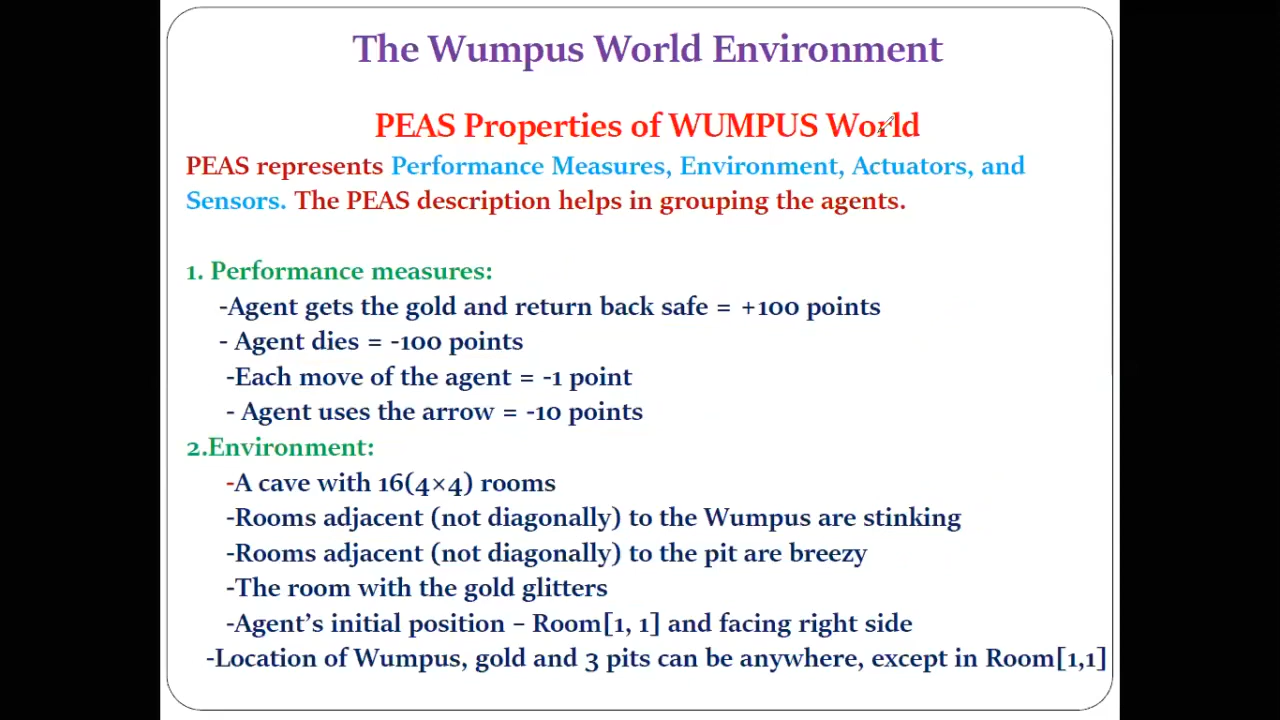 The Wumpus World Environment
PEAS Properties of WUMPUS World
PEAS represents Performance Measures, Environment, Actuators, and
Sensors. The PEAS description helps in grouping the agents.
1. Performance measures:
-Agent gets the gold and return back safe = +100 points
- Agent dies = -100 points
-Each move of the agent = -1 point
- Agent uses the arrow = -10 points
2.Environment:
-A cave with 16(4×4) rooms
-Rooms adjacent (not diagonally) to the Wumpus are stinking
-Rooms adjacent (not diagonally) to the pit are breezy
-The room with the gold glitters
-Agent’s initial position – Room[1, 1] and facing right side
-Location of Wumpus, gold and 3 pits can be anywhere, except in Room[1,1]